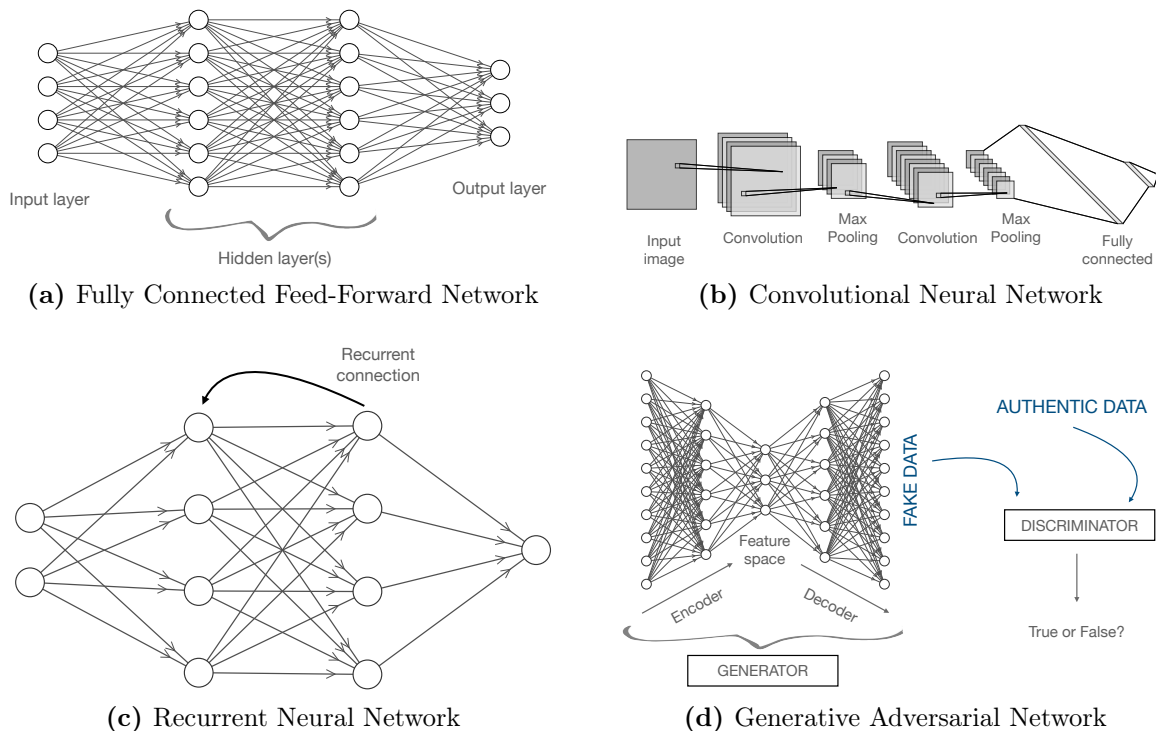 Input layer
Output layer
Hidden layer(s)
(a) Fully Connected Feed-Forward Network
Input
image
Convolution
Max
Pooling
Convolution
Max
Pooling
Fully
connected
(b) Convolutional Neural Network
Recurrent
connection
(c) Recurrent Neural Network
Feature
space
Encoder
Decoder
GENERATOR
FAKE DATA
AUTHENTIC DATA
DISCRIMINATOR
True or False?
(d) Generative Adversarial Network